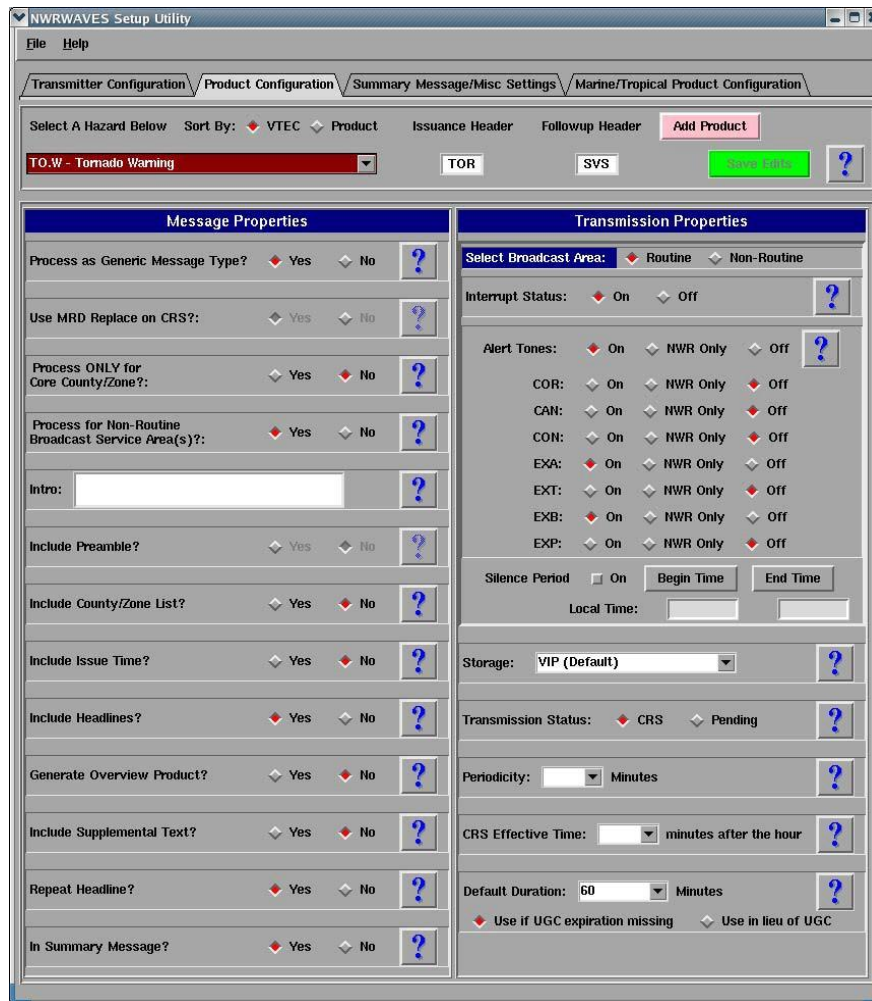 NWRWAVES Setup Utility
File Help
Transmitter Configuration Product Configuration Summary Message/Misc Settings Marine/Tropical Product Configuration
Select A Hazard Below Sort By: VTEC Product Issuance Header Followup Header Add Product
TO.W - Tornado Warning TOR SVS Save Edits ?
Message Properties
Process as Generic Message Type? Yes No ?
Use MRD Replace on CRS?: Yes No ?
Process ONLY for
Core County/Zone?: Yes No ?
Process for Non-Routine
Broadcast Service Area(s)?: Yes No ?
Intro: ?
Include Preamble? Yes No ?
Include County/Zone List? Yes No ?
Include Issue Time? Yes No ?
Include Headlines? Yes No ?
Generate Overview Product? Yes No ?
Include Supplemental Text? Yes No ?
Repeat Headline? Yes No ?
In Summary Message? Yes No ?
Transmission Properties
Select Broadcast Area: Routine Non-Routine
Interrupt Status: On Off ?
Alert Tones: On NWR Only Off ?
COR: On NWR Only Off
CAN: On NWR Only Off
CON: On NWR Only Off
EXA: On NWR Only Off
EXT: On NWR Only Off
EXB: On NWR Only Off
EXP: On NWR Only Off
Silence Period On Begin Time End Time
Local Time:
Storage: VIP (Default) ?
Transmission Status: CRS Pending ?
Periodicity: Minutes ?
CRS Effective Time: minutes after the hour ?
Default Duration: 60 Minutes ?
Use if UGC expiration missing Use in lieu of UGC